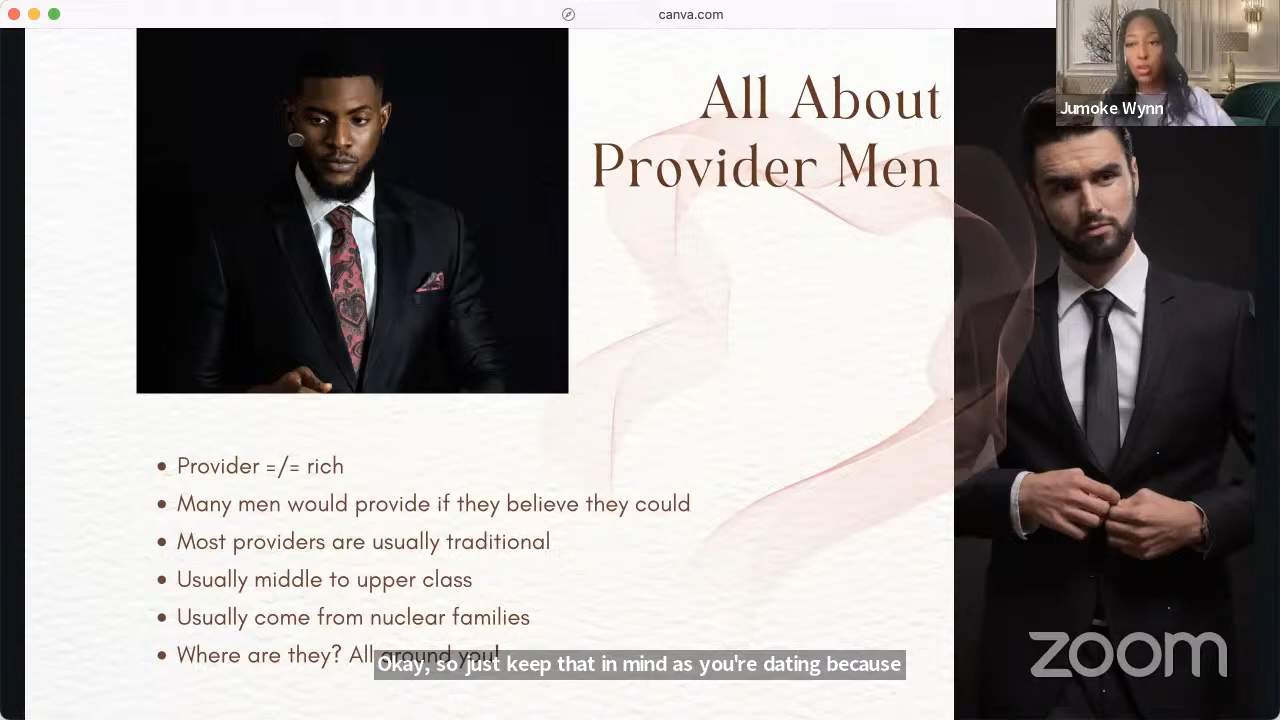 canva.com
Jumoke Wynn
All About
Provider Men
Provider =/= rich
Many men would provide if they believe they could
Most providers are usually traditional
Usually middle to upper class
Usually come from nuclear families
Where are they? All around you!
Okay, so just keep that in mind as you're dating because
zoom